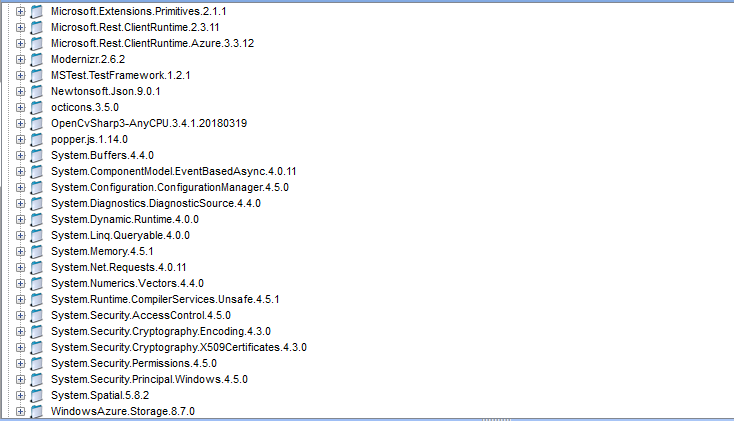 Microsoft.Extensions.Primitives.2.1.1
Microsoft.Rest.ClientRuntime.2.3.11
Microsoft.Rest.ClientRuntime.Azure.3.3.12
Modernizr.2.6.2
MSTest.TestFramework.1.2.1
Newtonsoft.Json.9.0.1
octicons.3.5.0
OpenCvSharp3-AnyCPU.3.4.1.20180319
popper.js.1.14.0
System.Buffers.4.4.0
System.ComponentModel.EventBasedAsync.4.0.11
System.Configuration.ConfigurationManager.4.5.0
System.Diagnostics.DiagnosticSource.4.4.0
System.Dynamic.Runtime.4.0.0
System.Linq.Queryable.4.0.0
System.Memory.4.5.1
System.Net.Requests.4.0.11
System.Numerics.Vectors.4.4.0
System.Runtime.CompilerServices.Unsafe.4.5.1
System.Security.AccessControl.4.5.0
System.Security.Cryptography.Encoding.4.3.0
System.Security.Cryptography.X509Certificates.4.3.0
System.Security.Permissions.4.5.0
System.Security.Principal.Windows.4.5.0
System.Spatial.5.8.2
WindowsAzure.Storage.8.7.0